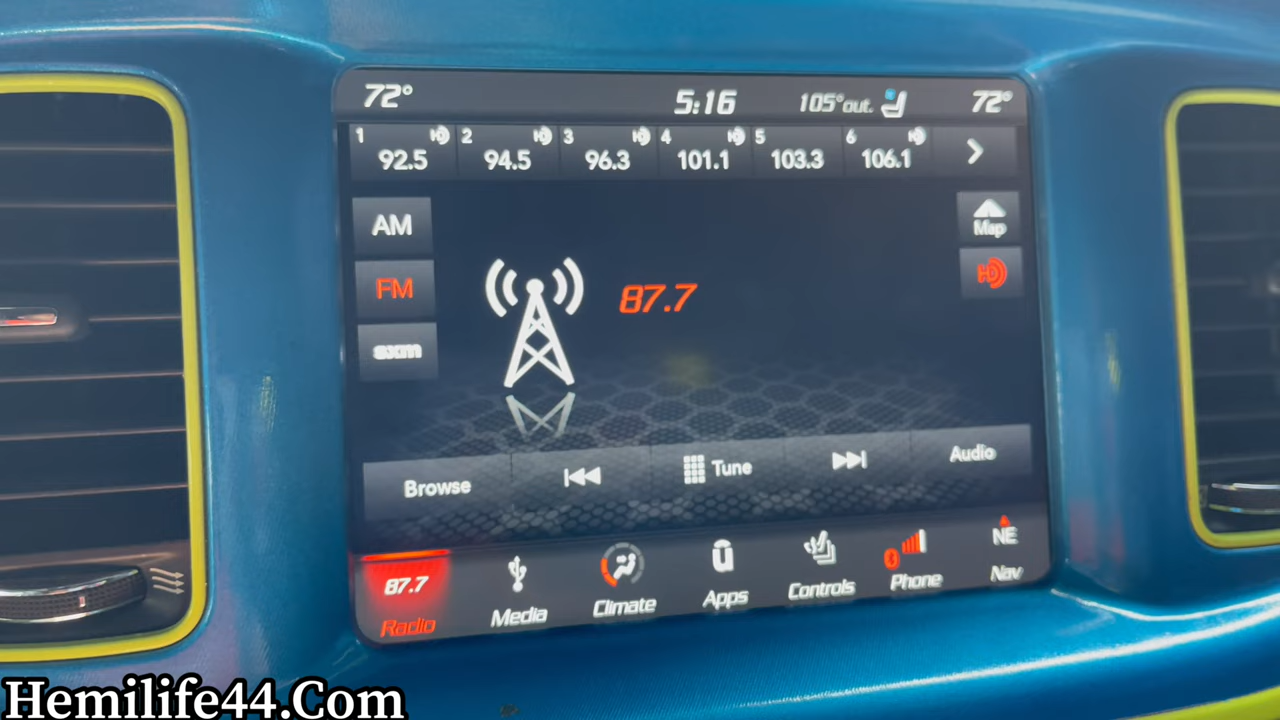 72° 5:16 105°out. 72°
1 2 3 4 5 6
92.5 94.5 96.3 101.1 103.3 106.1
AM
Map
FM
87.7
sxm
Browse Tune Audio
87.7 NE
Radio Media Climate Apps Controls Phone Nav
Hemilife44.Com